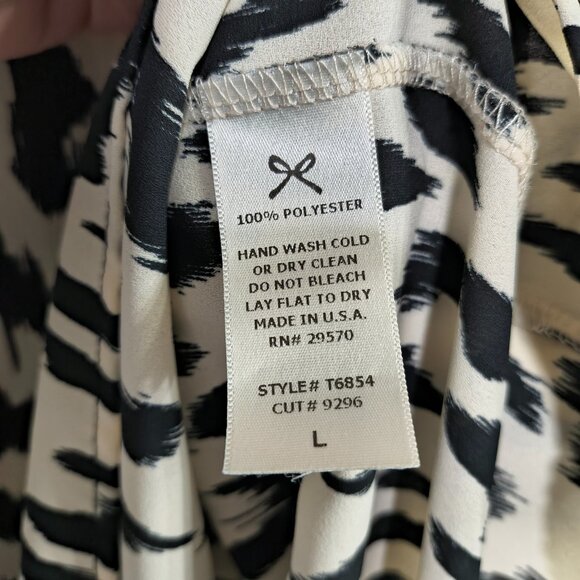 100% POLYESTER
HAND WASH COLD
OR DRY CLEAN
DO NOT BLEACH
LAY FLAT TO DRY
MADE IN U.S.A.
RN# 29570
STYLE# T6854
CUT# 9296
L